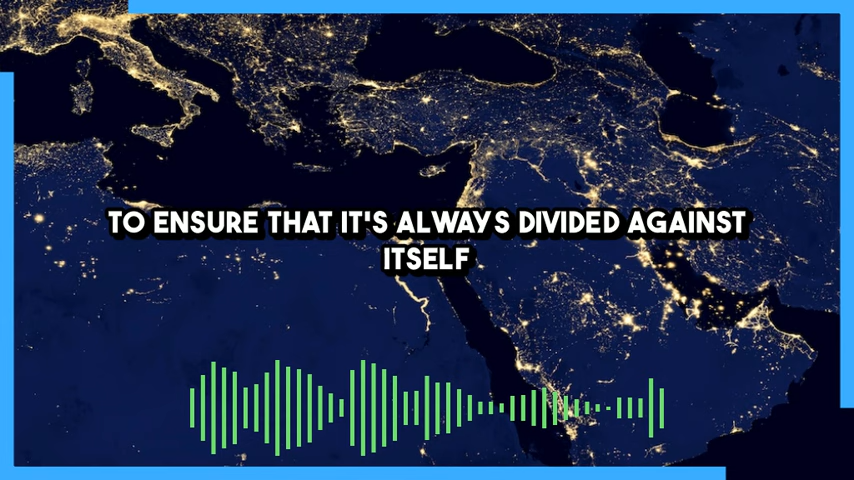 TO ENSURE THAT IT'S ALWAYS DIVIDED AGAINST
ITSELF